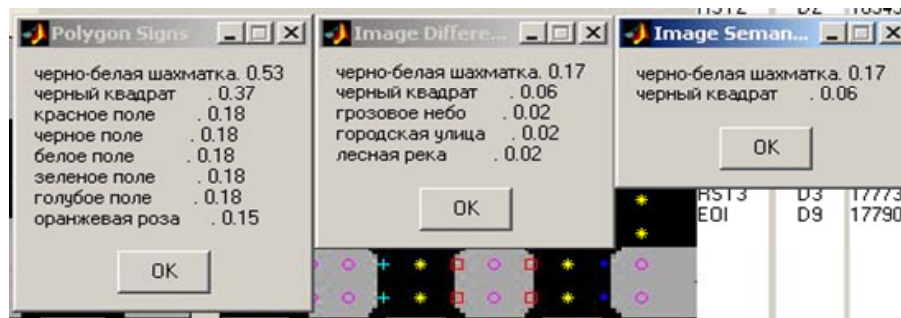 Polygon Signs
черно-белая шахматка. 0.53
черный квадрат . 0.37
красное поле . 0.18
черное поле . 0.18
белое поле . 0.18
зеленое поле . 0.18
голубое поле . 0.18
оранжевая роза . 0.15
OK
Image Differe...
черно-белая шахматка. 0.17
черный квадрат . 0.06
грозовое небо . 0.02
городская улица . 0.02
лесная река . 0.02
OK
Image Seman...
черно-белая шахматка. 0.17
черный квадрат . 0.06
OK
RST3 D3 17773
EOI D9 17790